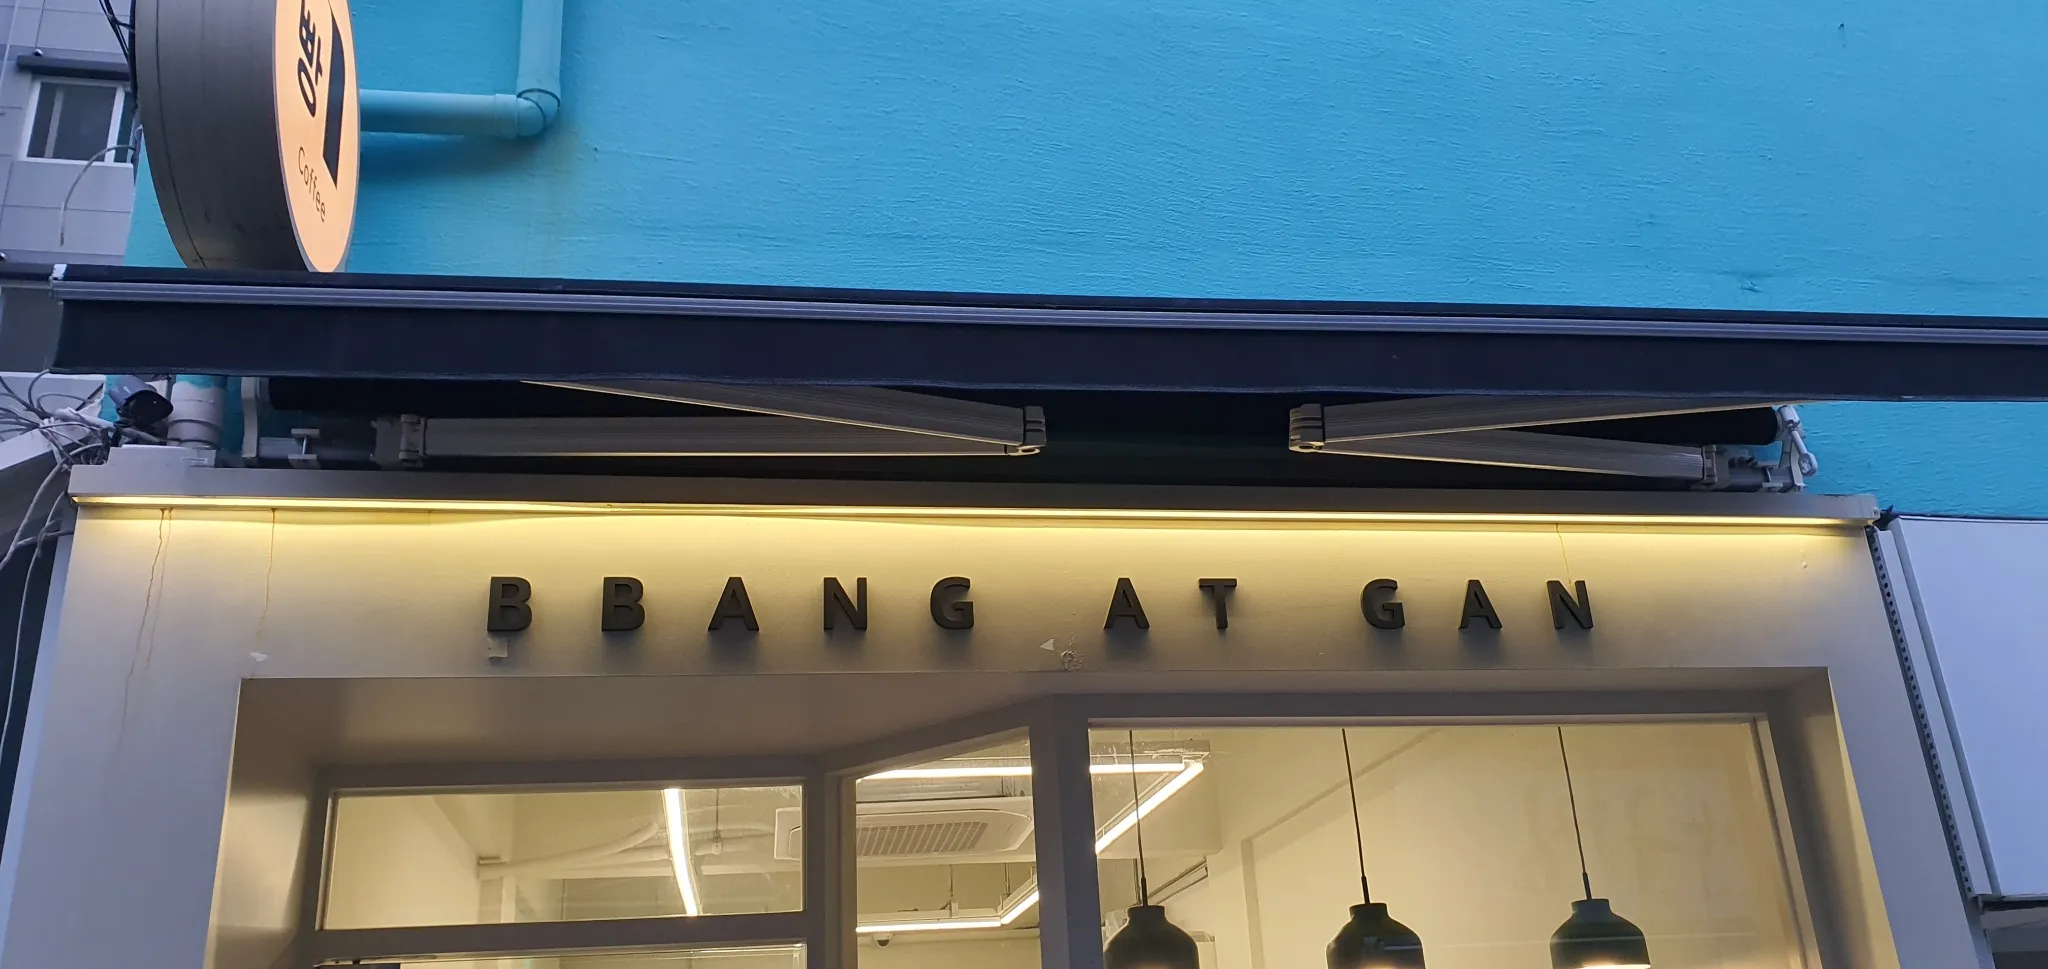 Coffee
BBANG AT GAN